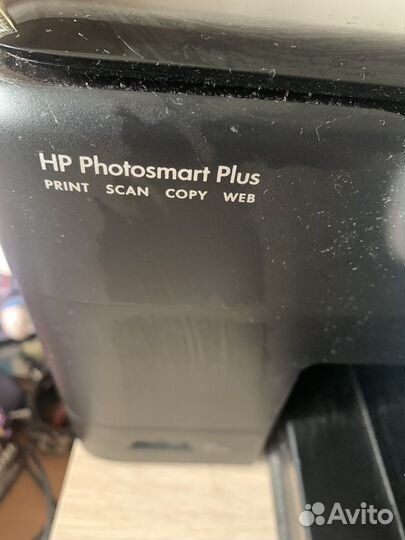 HP Photosmart Plus
PRINT SCAN COPY WEB
Avito